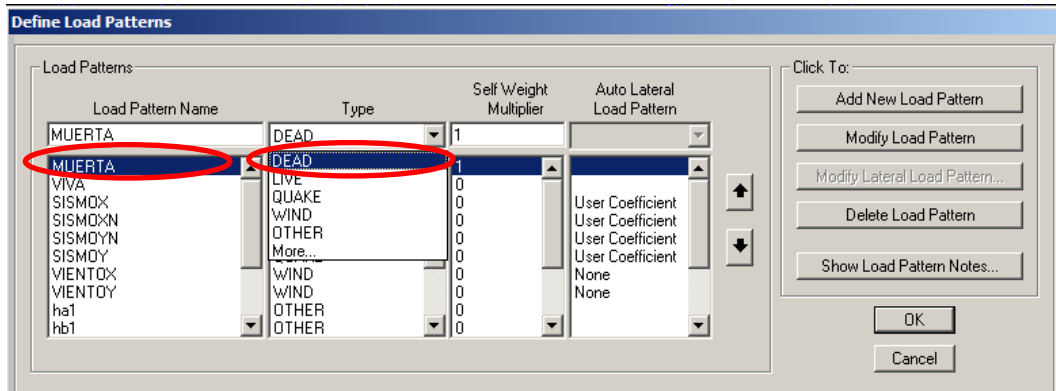 Define Load Patterns
Load Patterns
Click To:
Load Pattern Name Type Self Weight Multiplier Auto Lateral Load Pattern
MUERTA DEAD 1
MUERTA DEAD 1
VIVA LIVE 0
SISMOX QUAKE 0 User Coefficient
SISMOXN WIND 0 User Coefficient
SISMOYN OTHER 0 User Coefficient
SISMOY More... 0 User Coefficient
VIENTOX WIND 0 None
VIENTOY WIND 0 None
ha1 OTHER 0
hb1 OTHER 0
Add New Load Pattern
Modify Load Pattern
Modify Lateral Load Pattern...
Delete Load Pattern
Show Load Pattern Notes...
OK
Cancel